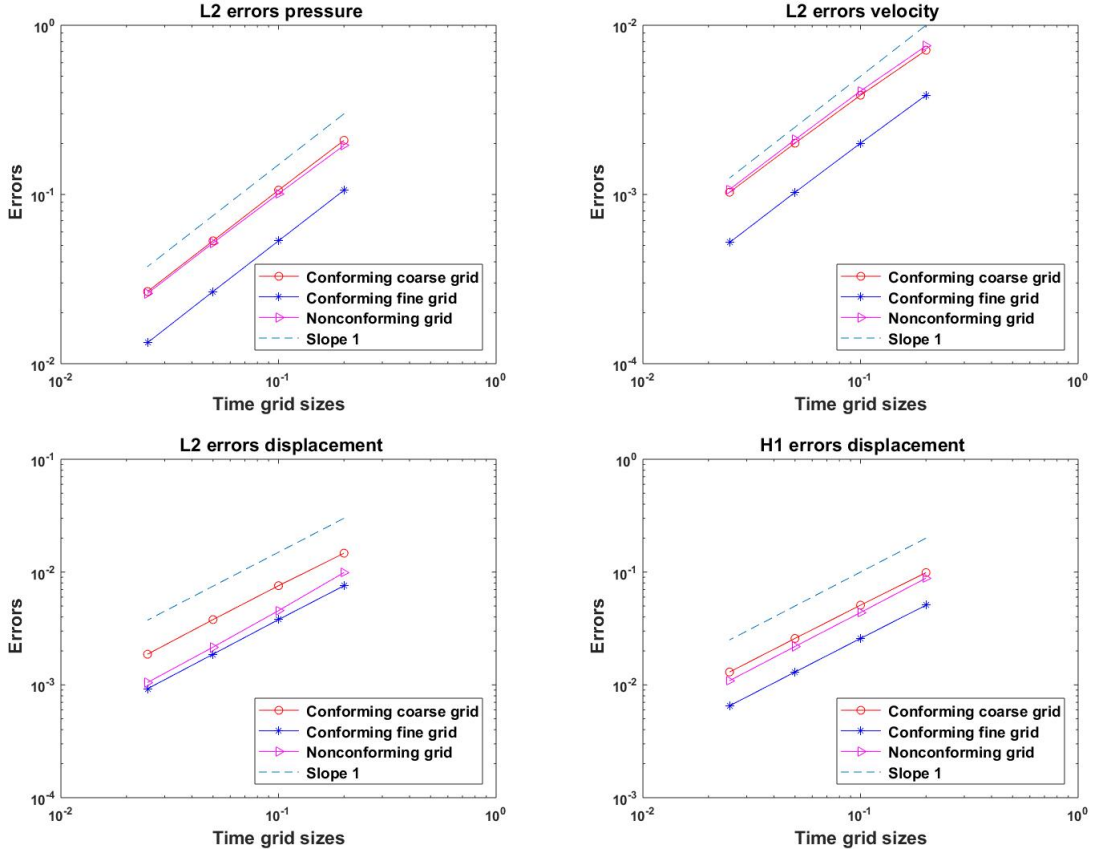 L2 errors pressure
10^0
10^-1
10^-2
Errors
10^-2
10^-1
10^0
Time grid sizes
Conforming coarse grid
Conforming fine grid
Nonconforming grid
Slope 1
L2 errors velocity
10^-2
10^-3
10^-4
Errors
10^-2
10^-1
10^0
Time grid sizes
Conforming coarse grid
Conforming fine grid
Nonconforming grid
Slope 1
L2 errors displacement
10^-1
10^-2
10^-3
10^-4
Errors
10^-2
10^-1
10^0
Time grid sizes
Conforming coarse grid
Conforming fine grid
Nonconforming grid
Slope 1
H1 errors displacement
10^0
10^-1
10^-2
10^-3
Errors
10^-2
10^-1
10^0
Time grid sizes
Conforming coarse grid
Conforming fine grid
Nonconforming grid
Slope 1